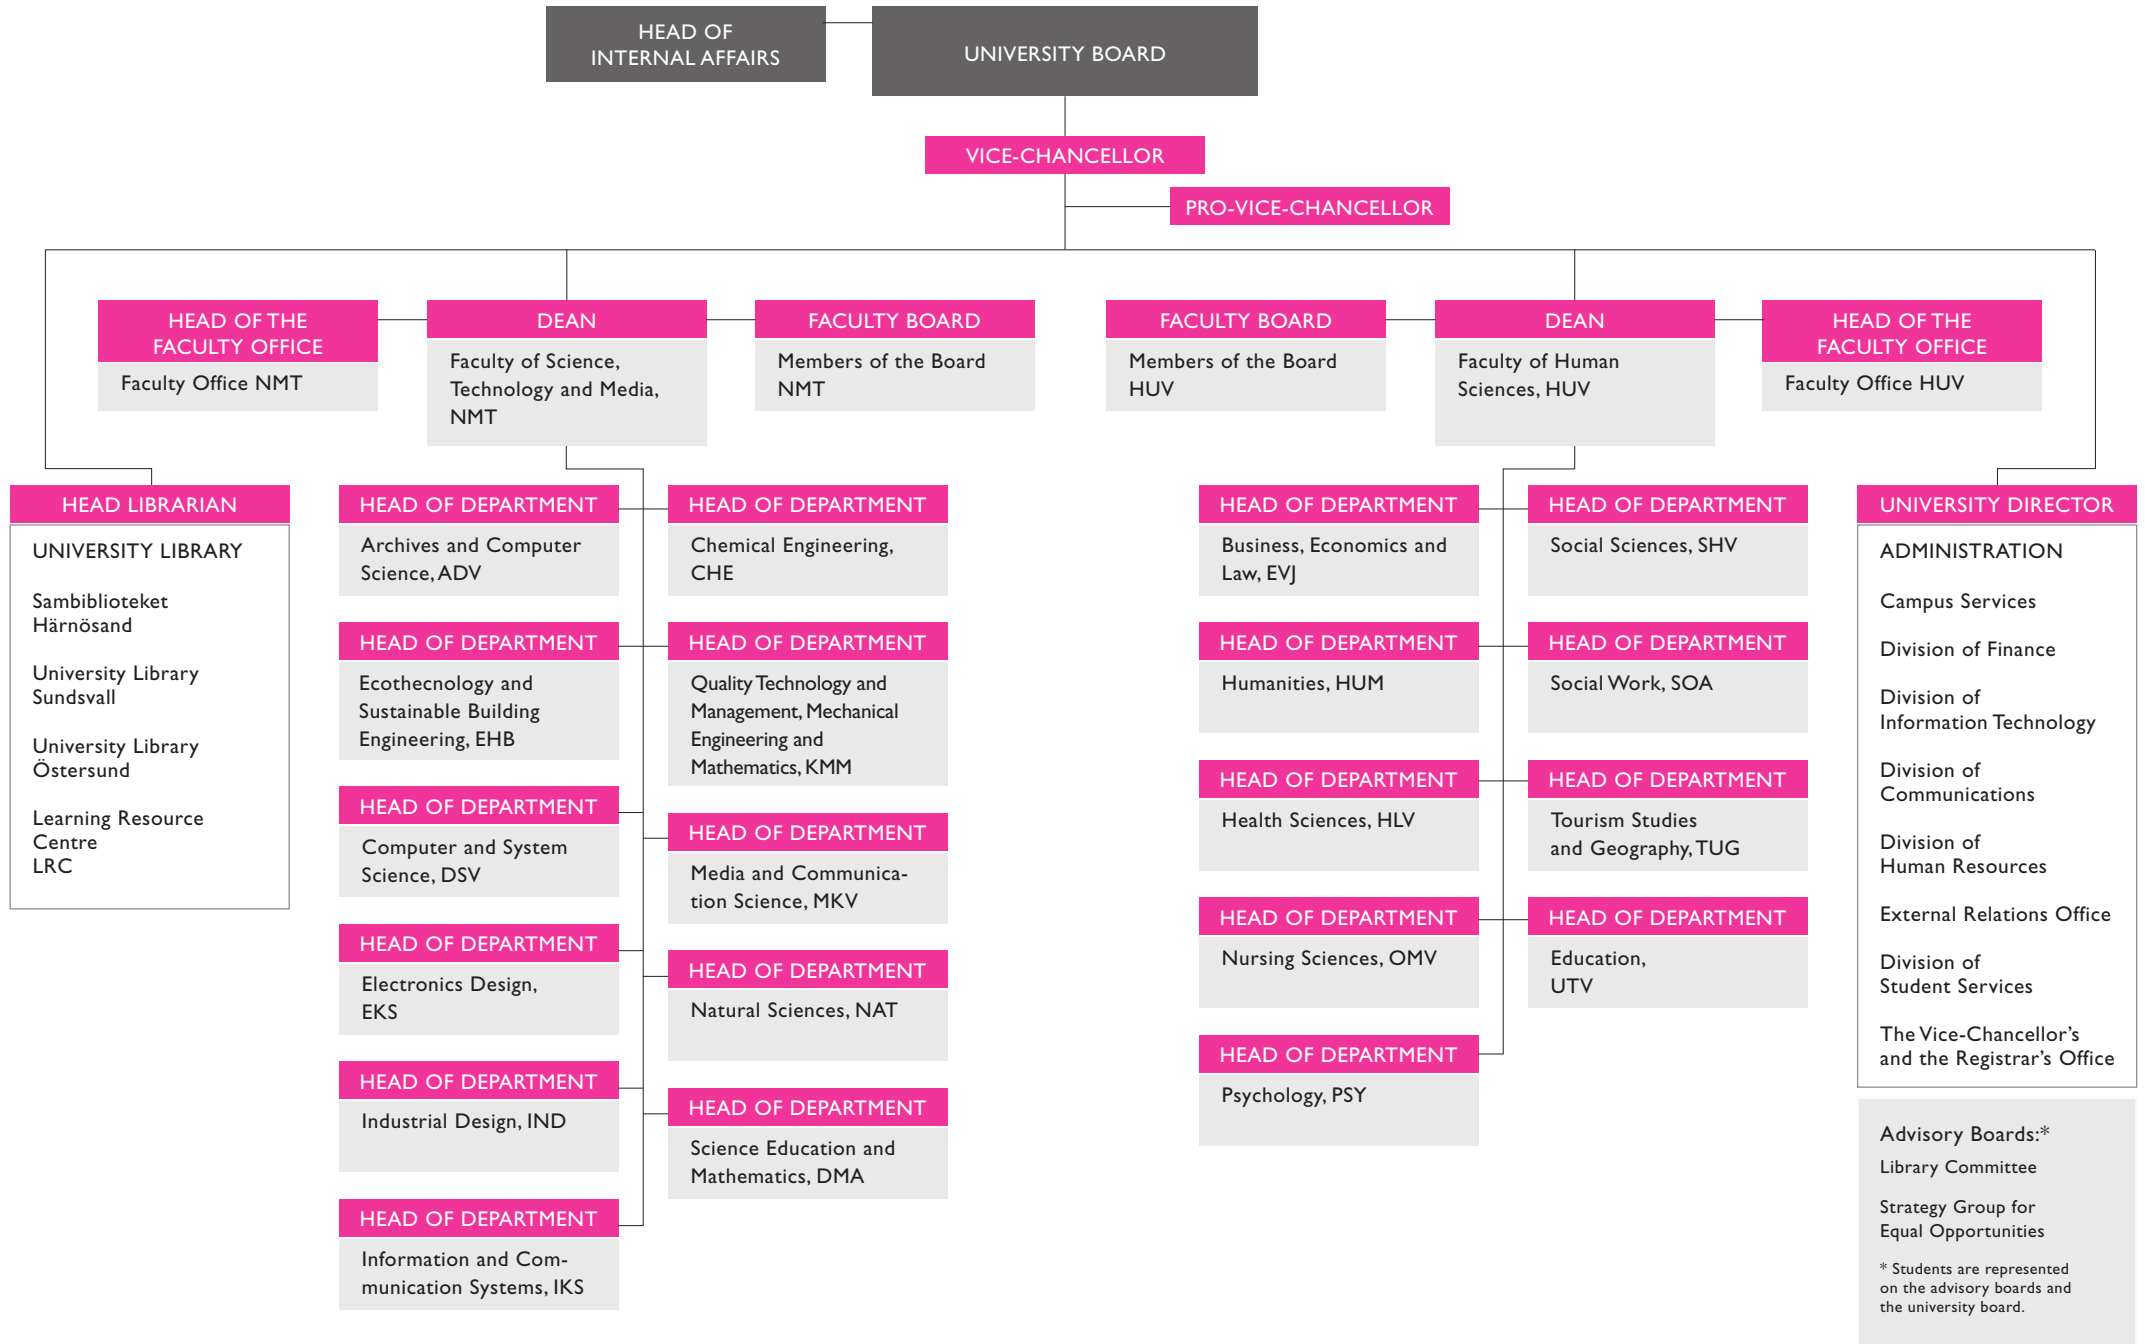 HEAD OF
INTERNAL AFFAIRS
UNIVERSITY BOARD
VICE-CHANCELLOR
PRO-VICE-CHANCELLOR
HEAD OF THE
FACULTY OFFICE
Faculty Office NMT
DEAN
Faculty of Science,
Technology and Media,
NMT
FACULTY BOARD
Members of the Board
NMT
FACULTY BOARD
Members of the Board
HUV
DEAN
Faculty of Human
Sciences, HUV
HEAD OF THE
FACULTY OFFICE
Faculty Office HUV
HEAD LIBRARIAN
UNIVERSITY LIBRARY
Sambiblioteket
Härnösand
University Library
Sundsvall
University Library
Östersund
Learning Resource
Centre
LRC
HEAD OF DEPARTMENT
Archives and Computer
Science, ADV
HEAD OF DEPARTMENT
Ecothecnology and
Sustainable Building
Engineering, EHB
HEAD OF DEPARTMENT
Computer and System
Science, DSV
HEAD OF DEPARTMENT
Electronics Design,
EKS
HEAD OF DEPARTMENT
Industrial Design, IND
HEAD OF DEPARTMENT
Information and Com-
munication Systems, IKS
HEAD OF DEPARTMENT
Chemical Engineering,
CHE
HEAD OF DEPARTMENT
Quality Technology and
Management, Mechanical
Engineering and
Mathematics, KMM
HEAD OF DEPARTMENT
Media and Communica-
tion Science, MKV
HEAD OF DEPARTMENT
Natural Sciences, NAT
HEAD OF DEPARTMENT
Science Education and
Mathematics, DMA
HEAD OF DEPARTMENT
Business, Economics and
Law, EVJ
HEAD OF DEPARTMENT
Humanities, HUM
HEAD OF DEPARTMENT
Health Sciences, HLV
HEAD OF DEPARTMENT
Nursing Sciences, OMV
HEAD OF DEPARTMENT
Psychology, PSY
HEAD OF DEPARTMENT
Social Sciences, SHV
HEAD OF DEPARTMENT
Social Work, SOA
HEAD OF DEPARTMENT
Tourism Studies
and Geography, TUG
HEAD OF DEPARTMENT
Education,
UTV
UNIVERSITY DIRECTOR
ADMINISTRATION
Campus Services
Division of Finance
Division of
Information Technology
Division of
Communications
Division of
Human Resources
External Relations Office
Division of
Student Services
The Vice-Chancellor's
and the Registrar's Office
Advisory Boards:*
Library Committee
Strategy Group for
Equal Opportunities
* Students are represented
on the advisory boards and
the university board.